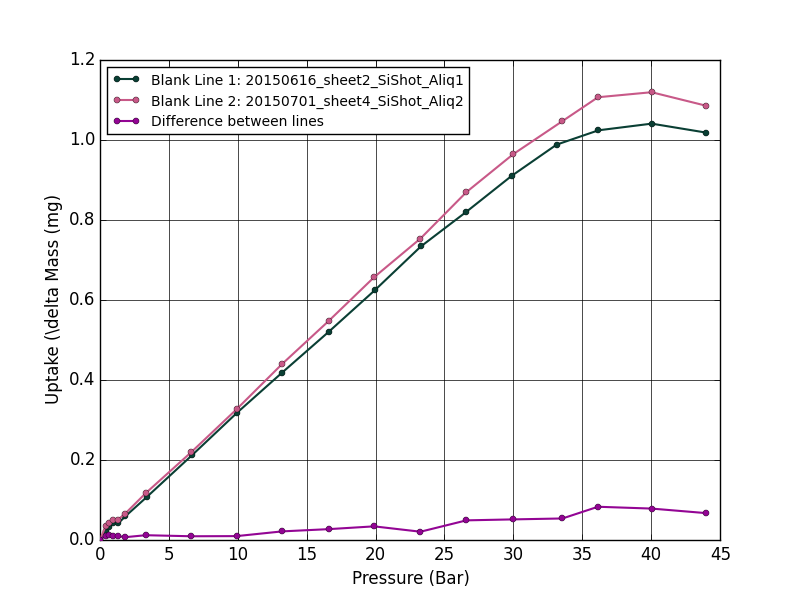 Blank Line 1: 20150616_sheet2_SiShot_Aliq1
Blank Line 2: 20150701_sheet4_SiShot_Aliq2
Difference between lines
1.2
1.0
0.8
0.6
0.4
0.2
0.0
Uptake (\delta Mass (mg)
0 5 10 15 20 25 30 35 40 45
Pressure (Bar)